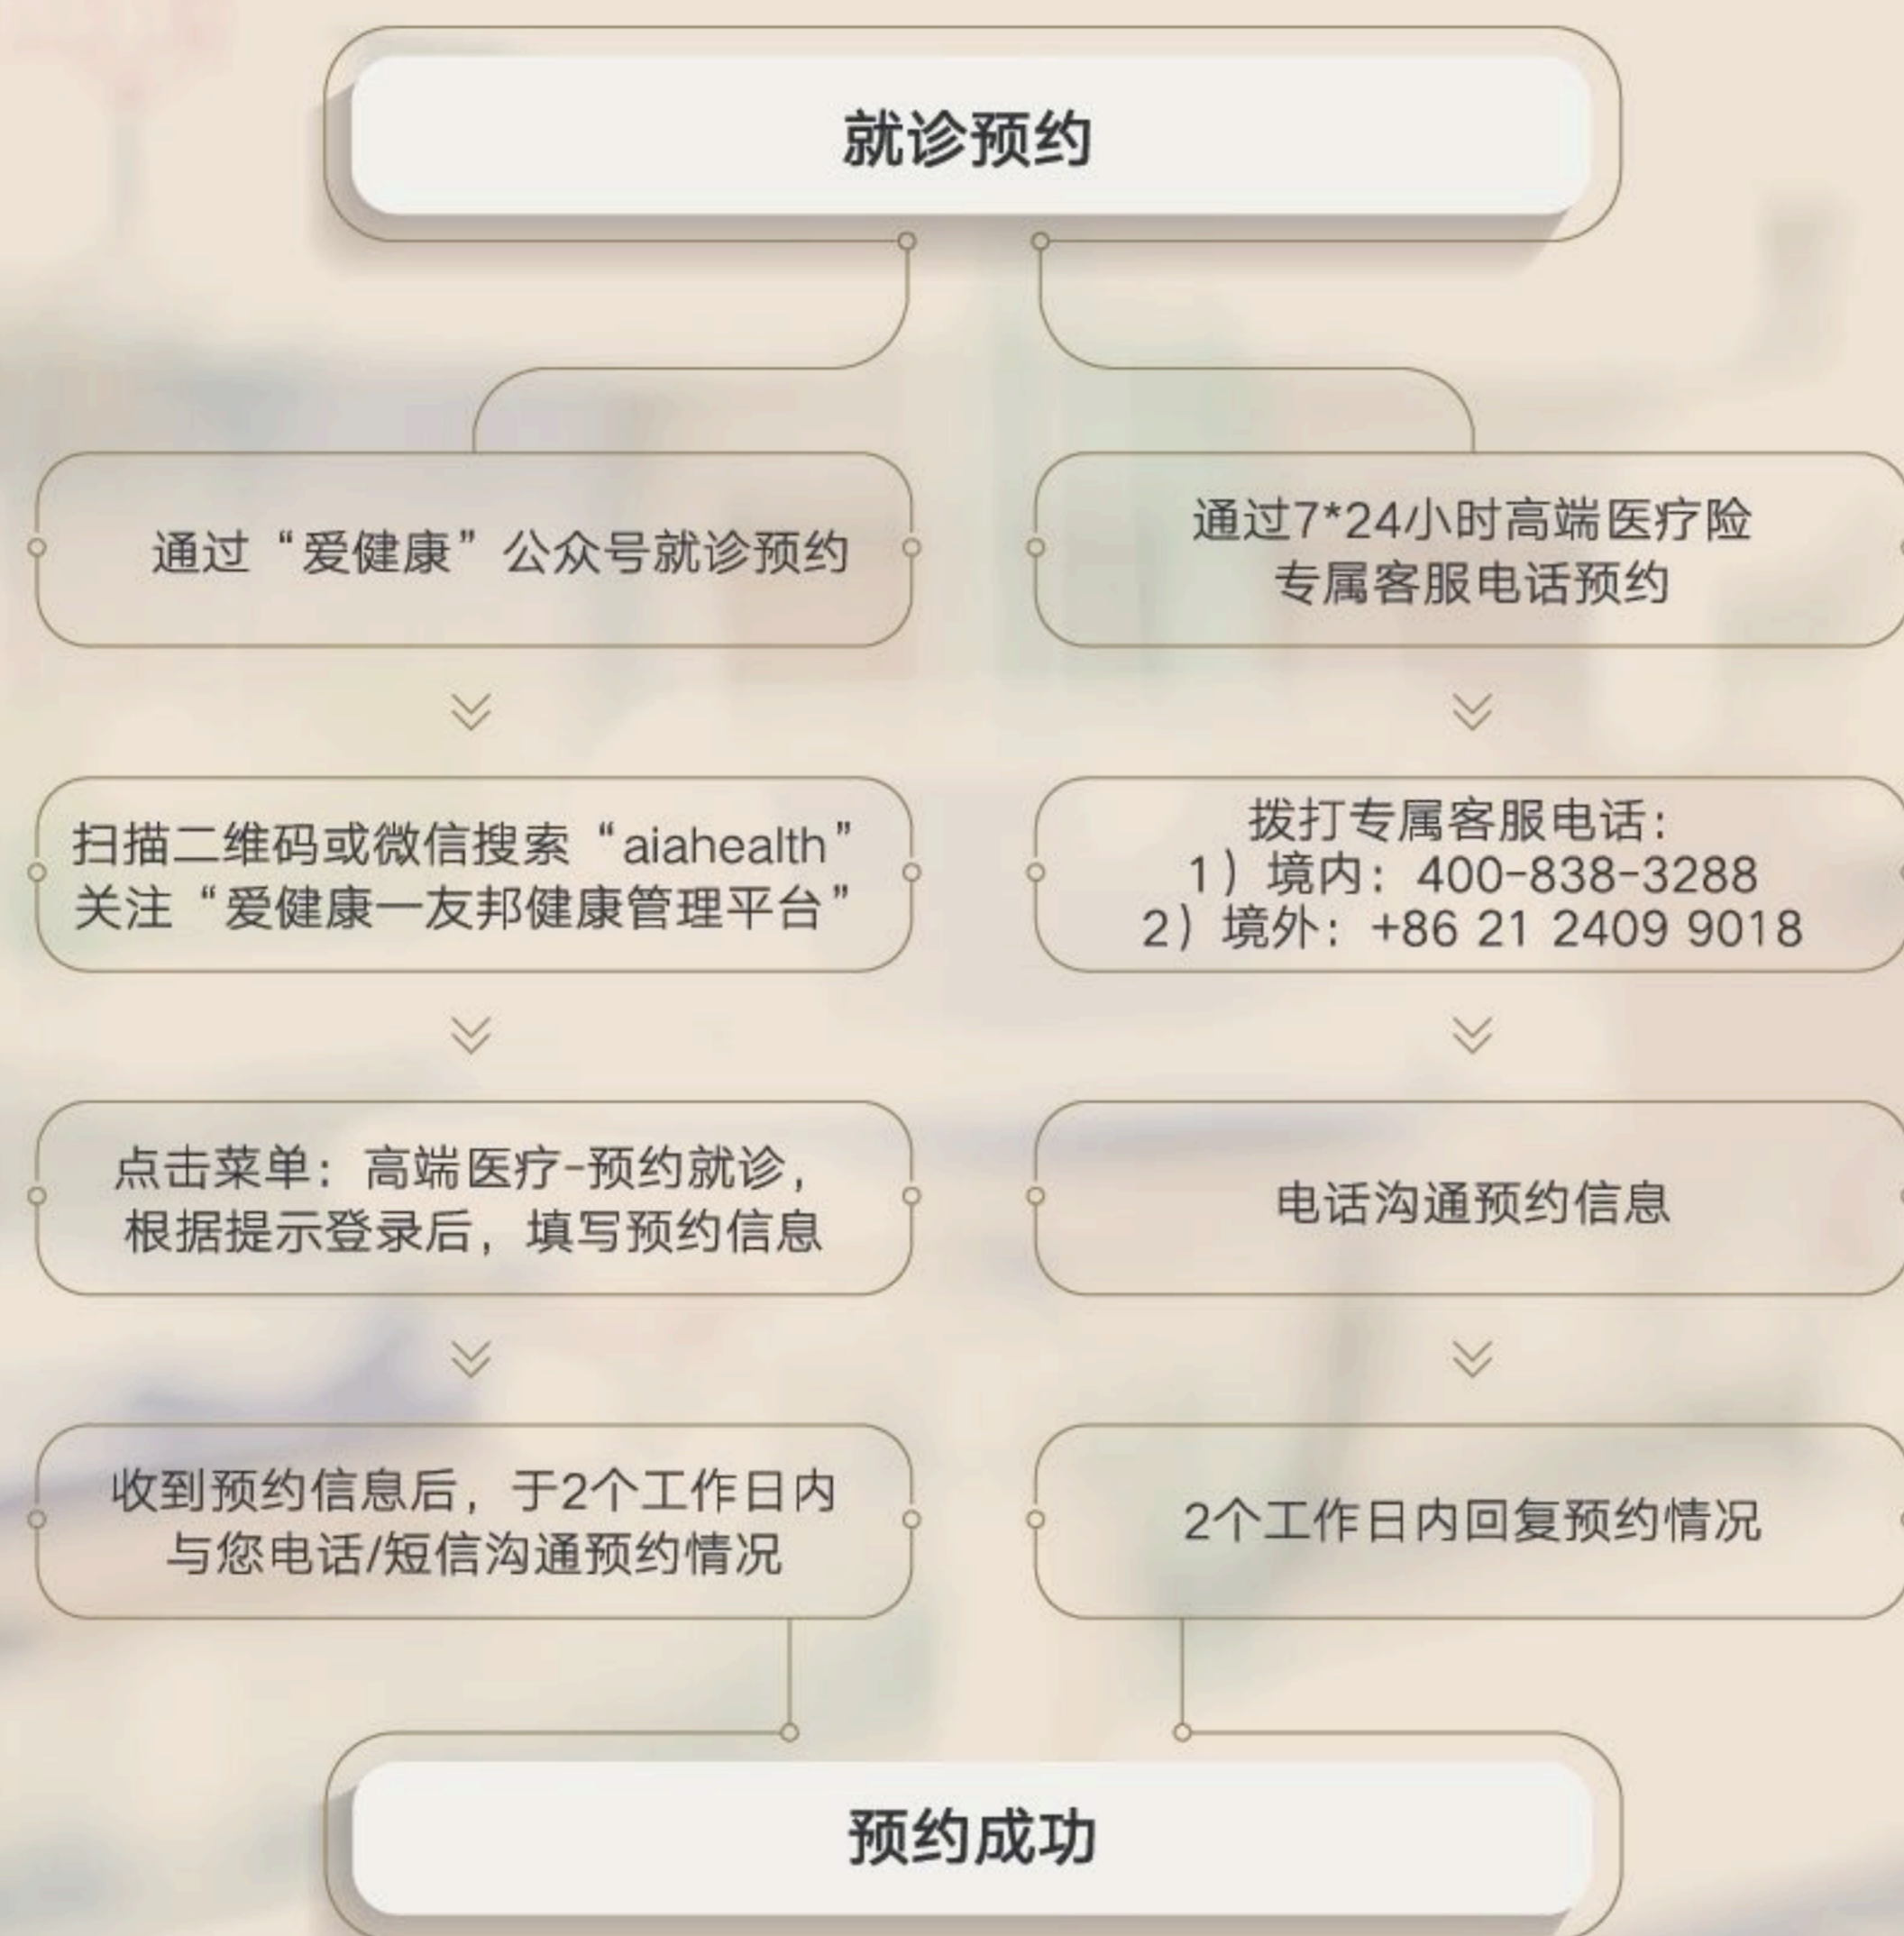 就诊预约
通过“爱健康”公众号就诊预约
扫描二维码或微信搜索“aiahealth”
关注“爱健康一友邦健康管理平台”
点击菜单：高端医疗-预约就诊，
根据提示登录后，填写预约信息
收到预约信息后，于2个工作日内
与您电话/短信沟通预约情况
通过7*24小时高端医疗险
专属客服电话预约
拨打专属客服电话：
1）境内：400-838-3288
2）境外：+86 21 2409 9018
电话沟通预约信息
2个工作日内回复预约情况
预约成功